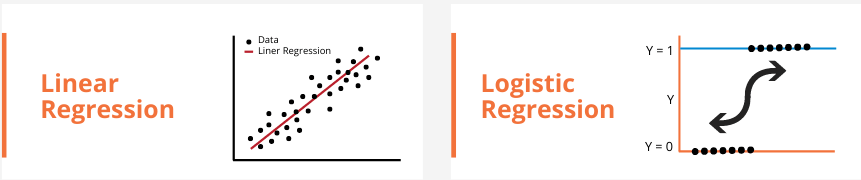 Linear
Regression
Data
Liner Regression
Logistic
Regression
Y = 1
Y
Y = 0